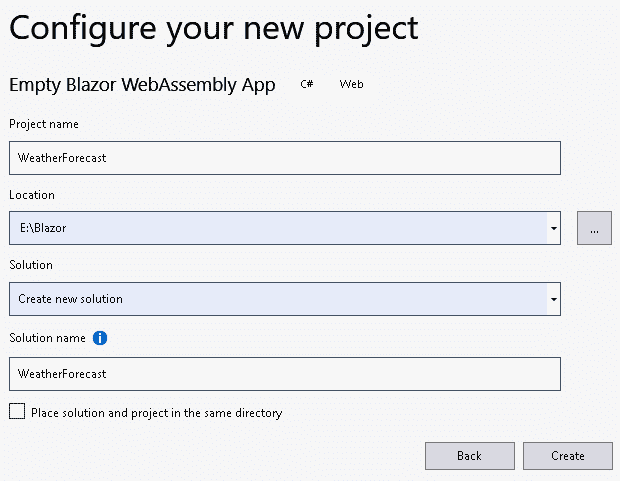 Configure your new project
Empty Blazor WebAssembly App C# Web
Project name
WeatherForecast
Location
E:\Blazor
...
Solution
Create new solution
Solution name i
WeatherForecast
Place solution and project in the same directory
Back Create